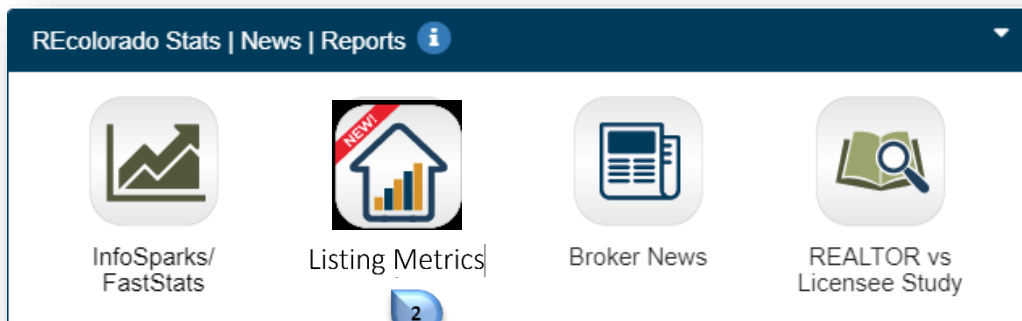 REcolorado Stats | News | Reports i
NEW!
InfoSparks/
FastStats
Listing Metrics
Broker News
REALTOR vs
Licensee Study
2